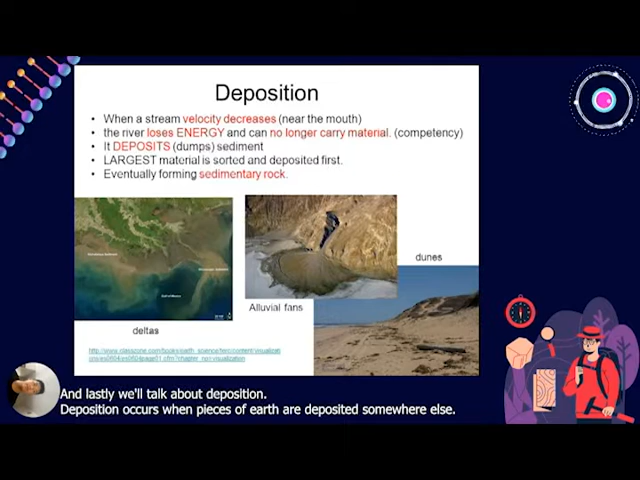 Deposition
• When a stream velocity decreases (near the mouth)
• the river loses ENERGY and can no longer carry material. (competency)
• It DEPOSITS (dumps) sediment
• LARGEST material is sorted and deposited first.
• Eventually forming sedimentary rock.
dunes
Alluvial fans
deltas
And lastly we'll talk about deposition.
Deposition occurs when pieces of earth are deposited somewhere else.